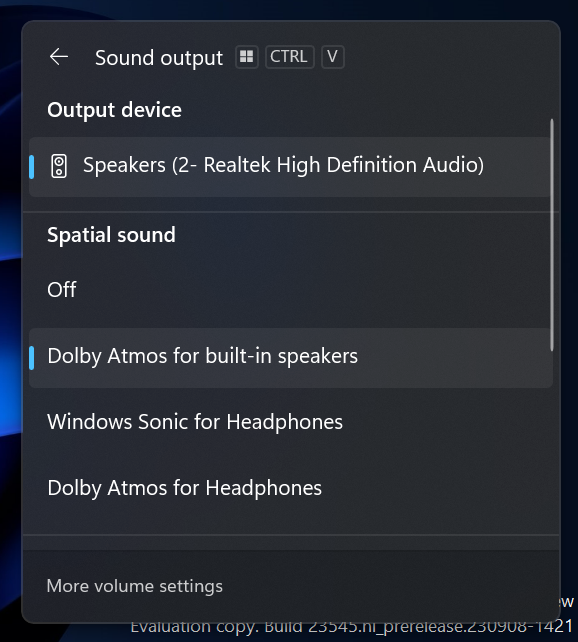 Sound output CTRL V
Output device
Speakers (2- Realtek High Definition Audio)
Spatial sound
Off
Dolby Atmos for built-in speakers
Windows Sonic for Headphones
Dolby Atmos for Headphones
More volume settings
Evaluation copy. Build 23545.ni_prerelease.230908-1421